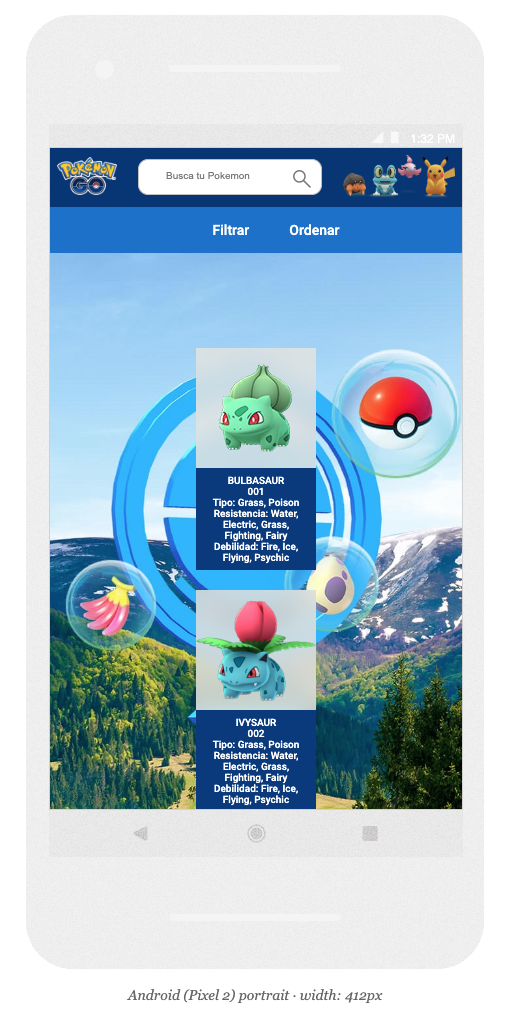 1:32 PM
POKÉMON
GO
Busca tu Pokemon
Filtrar
Ordenar
BULBASAUR
001
Tipo: Grass, Poison
Resistencia: Water,
Electric, Grass,
Fighting, Fairy
Debilidad: Fire, Ice,
Flying, Psychic
IVYSAUR
002
Tipo: Grass, Poison
Resistencia: Water,
Electric, Grass,
Fighting, Fairy
Debilidad: Fire, Ice,
Flying, Psychic
Android (Pixel 2) portrait · width: 412px